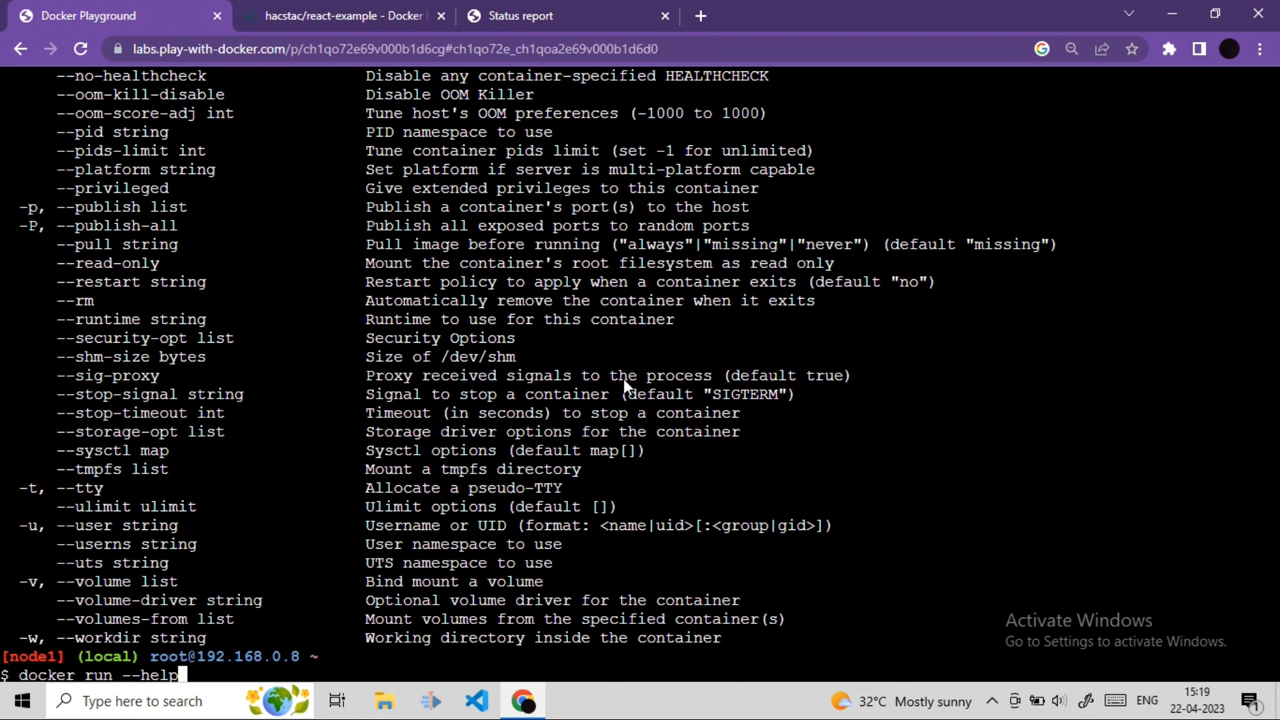 Docker Playground
hacstac/react-example - Docker
Status report
labs.play-with-docker.com/p/ch1qo72e69v000b1d6cg#ch1qo72e_ch1qoa2e69v000b1d6d0
--no-healthcheck Disable any container-specified HEALTHCHECK
--oom-kill-disable Disable OOM Killer
--oom-score-adj int Tune host's OOM preferences (-1000 to 1000)
--pid string PID namespace to use
--pids-limit int Tune container pids limit (set -1 for unlimited)
--platform string Set platform if server is multi-platform capable
--privileged Give extended privileges to this container
-p, --publish list Publish a container's port(s) to the host
-P, --publish-all Publish all exposed ports to random ports
--pull string Pull image before running ("always"|"missing"|"never") (default "missing")
--read-only Mount the container's root filesystem as read only
--restart string Restart policy to apply when a container exits (default "no")
--rm Automatically remove the container when it exits
--runtime string Runtime to use for this container
--security-opt list Security Options
--shm-size bytes Size of /dev/shm
--sig-proxy Proxy received signals to the process (default true)
--stop-signal string Signal to stop a container (default "SIGTERM")
--stop-timeout int Timeout (in seconds) to stop a container
--storage-opt list Storage driver options for the container
--sysctl map Sysctl options (default map[])
--tmpfs list Mount a tmpfs directory
-t, --tty Allocate a pseudo-TTY
--ulimit ulimit Ulimit options (default [])
-u, --user string Username or UID (format: <name|uid>[:<group|gid>])
--userns string User namespace to use
--uts string UTS namespace to use
-v, --volume list Bind mount a volume
--volume-driver string Optional volume driver for the container
--volumes-from list Mount volumes from the specified container(s)
-w, --workdir string Working directory inside the container
Activate Windows
Go to Settings to activate Windows.
[node1] (local) root@192.168.0.8 ~
$ docker run --help
Type here to search
32°C Mostly sunny
ENG
15:19
22-04-2023
1